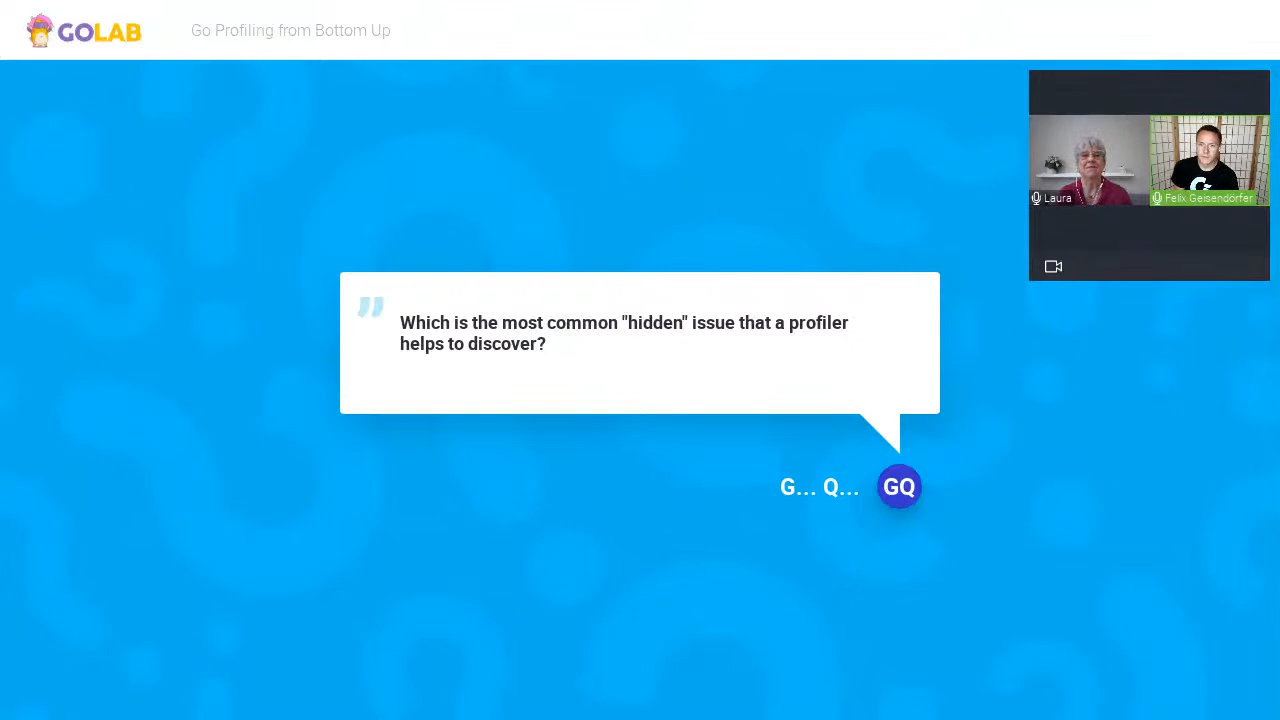 GOLAB
Go Profiling from Bottom Up
Laura
Felix Geisendörfer
Which is the most common "hidden" issue that a profiler
helps to discover?
G... Q...
GQ